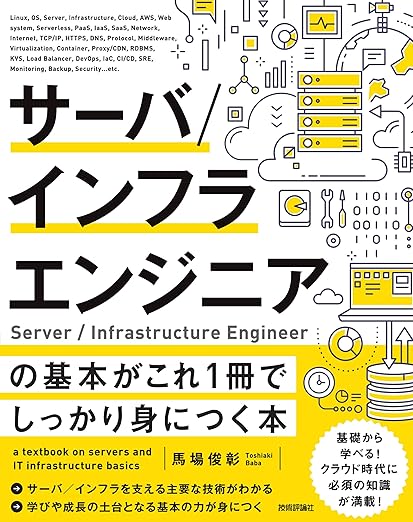 Linux, OS, Server, Infrastructure, Cloud, AWS, Web
system, Serverless, PaaS, IaaS, SaaS, Network,
Internet, TCP/IP, HTTPS, DNS, Protocol, Middleware,
Virtualization, Container, Proxy/CDN, RDBMS,
KVS, Load Balancer, DevOps, IaC, CI/CD, SRE,
Monitoring, Backup, Security...etc.
サーバ/
インフラ
エンジニア
Server / Infrastructure Engineer
の基本がこれ1冊で
しっかり身につく本
a textbook on servers and
IT infrastructure basics
馬場俊彰
Toshiaki
Baba
サーバ/インフラを支える主要な技術がわかる
学びや成長の土台となる基本の力が身につく
基礎から
学べる!
クラウド時代に
必須の知識
が満載!
技術評論社